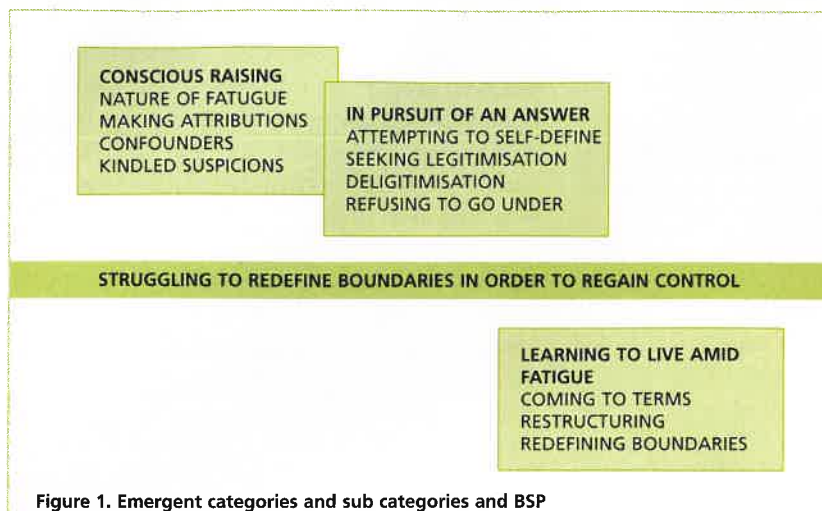 CONSCIOUS RAISING
NATURE OF FATUGUE
MAKING ATTRIBUTIONS
CONFOUNDERS
KINDLED SUSPICIONS
IN PURSUIT OF AN ANSWER
ATTEMPTING TO SELF-DEFINE
SEEKING LEGITIMISATION
DELIGITIMISATION
REFUSING TO GO UNDER
STRUGGLING TO REDEFINE BOUNDARIES IN ORDER TO REGAIN CONTROL
LEARNING TO LIVE AMID
FATIGUE
COMING TO TERMS
RESTRUCTURING
REDEFINING BOUNDARIES
Figure 1. Emergent categories and sub categories and BSP